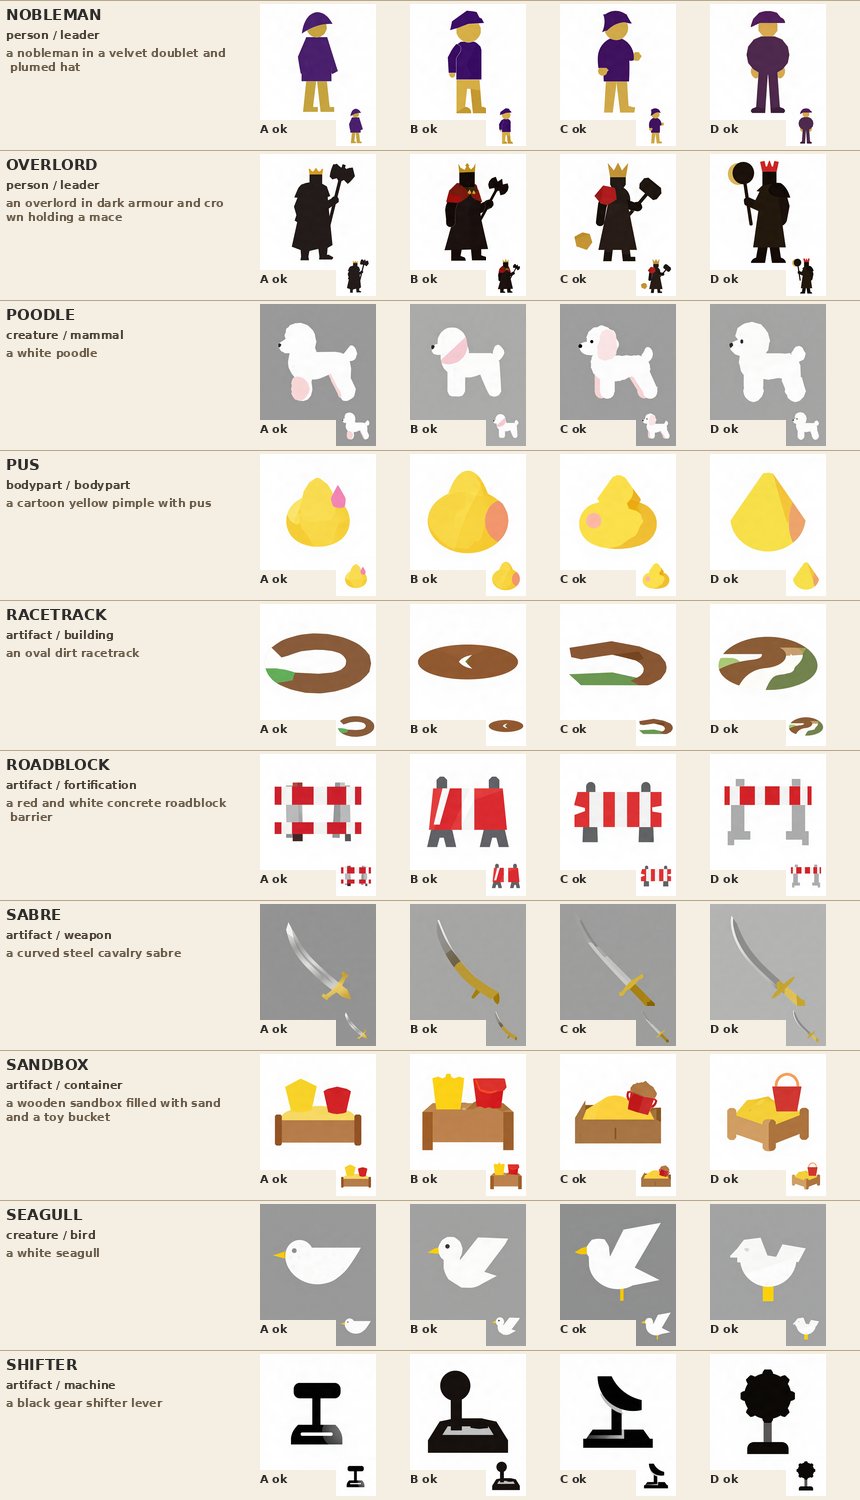 NOBLEMAN
person / leader
a nobleman in a velvet doublet and
plumed hat
A ok
B ok
C ok
D ok
OVERLORD
person / leader
an overlord in dark armour and cro
wn holding a mace
A ok
B ok
C ok
D ok
POODLE
creature / mammal
a white poodle
A ok
B ok
C ok
D ok
PUS
bodypart / bodypart
a cartoon yellow pimple with pus
A ok
B ok
C ok
D ok
RACETRACK
artifact / building
an oval dirt racetrack
A ok
B ok
C ok
D ok
ROADBLOCK
artifact / fortification
a red and white concrete roadblock
barrier
A ok
B ok
C ok
D ok
SABRE
artifact / weapon
a curved steel cavalry sabre
A ok
B ok
C ok
D ok
SANDBOX
artifact / container
a wooden sandbox filled with sand
and a toy bucket
A ok
B ok
C ok
D ok
SEAGULL
creature / bird
a white seagull
A ok
B ok
C ok
D ok
SHIFTER
artifact / machine
a black gear shifter lever
A ok
B ok
C ok
D ok